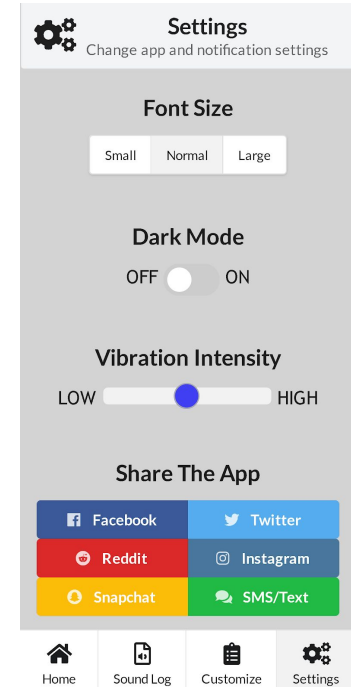 Settings
Change app and notification settings
Font Size
Small Normal Large
Dark Mode
OFF ON
Vibration Intensity
LOW HIGH
Share The App
Facebook Twitter
Reddit Instagram
Snapchat SMS/Text
Home Sound Log Customize Settings